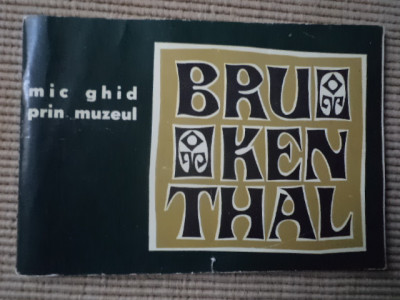 mic ghid
prin muzeul
BRU
KEN
THAL